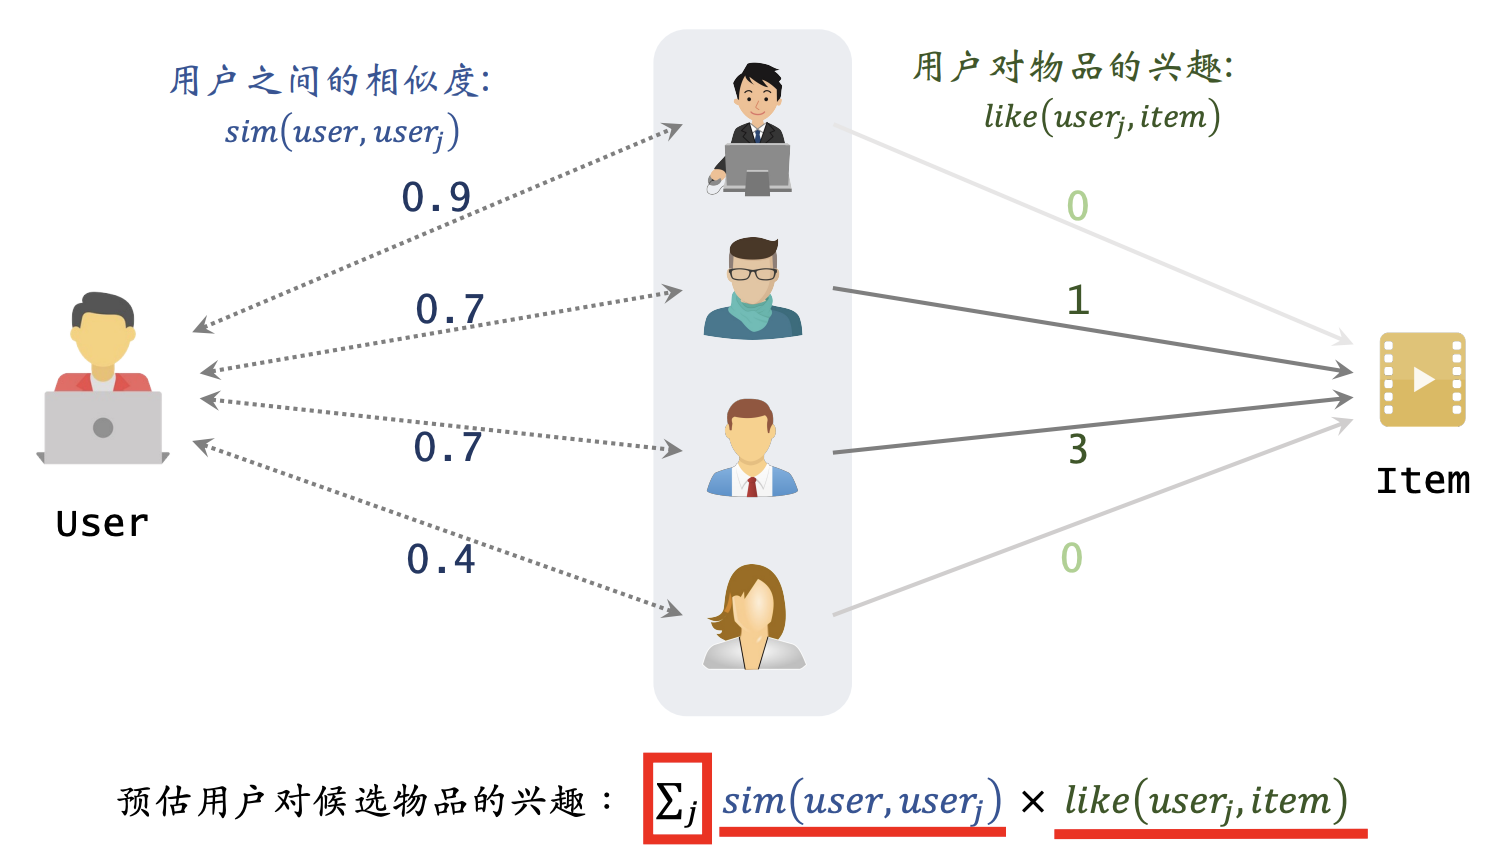 用户之间的相似度:
sim(user, user_j)
用户对物品的兴趣:
like(user_j, item)
0.9
0
0.7
1
0.7
3
Item
User
0.4
0
预估用户对候选物品的兴趣： ∑_j sim(user, user_j) × like(user_j, item)